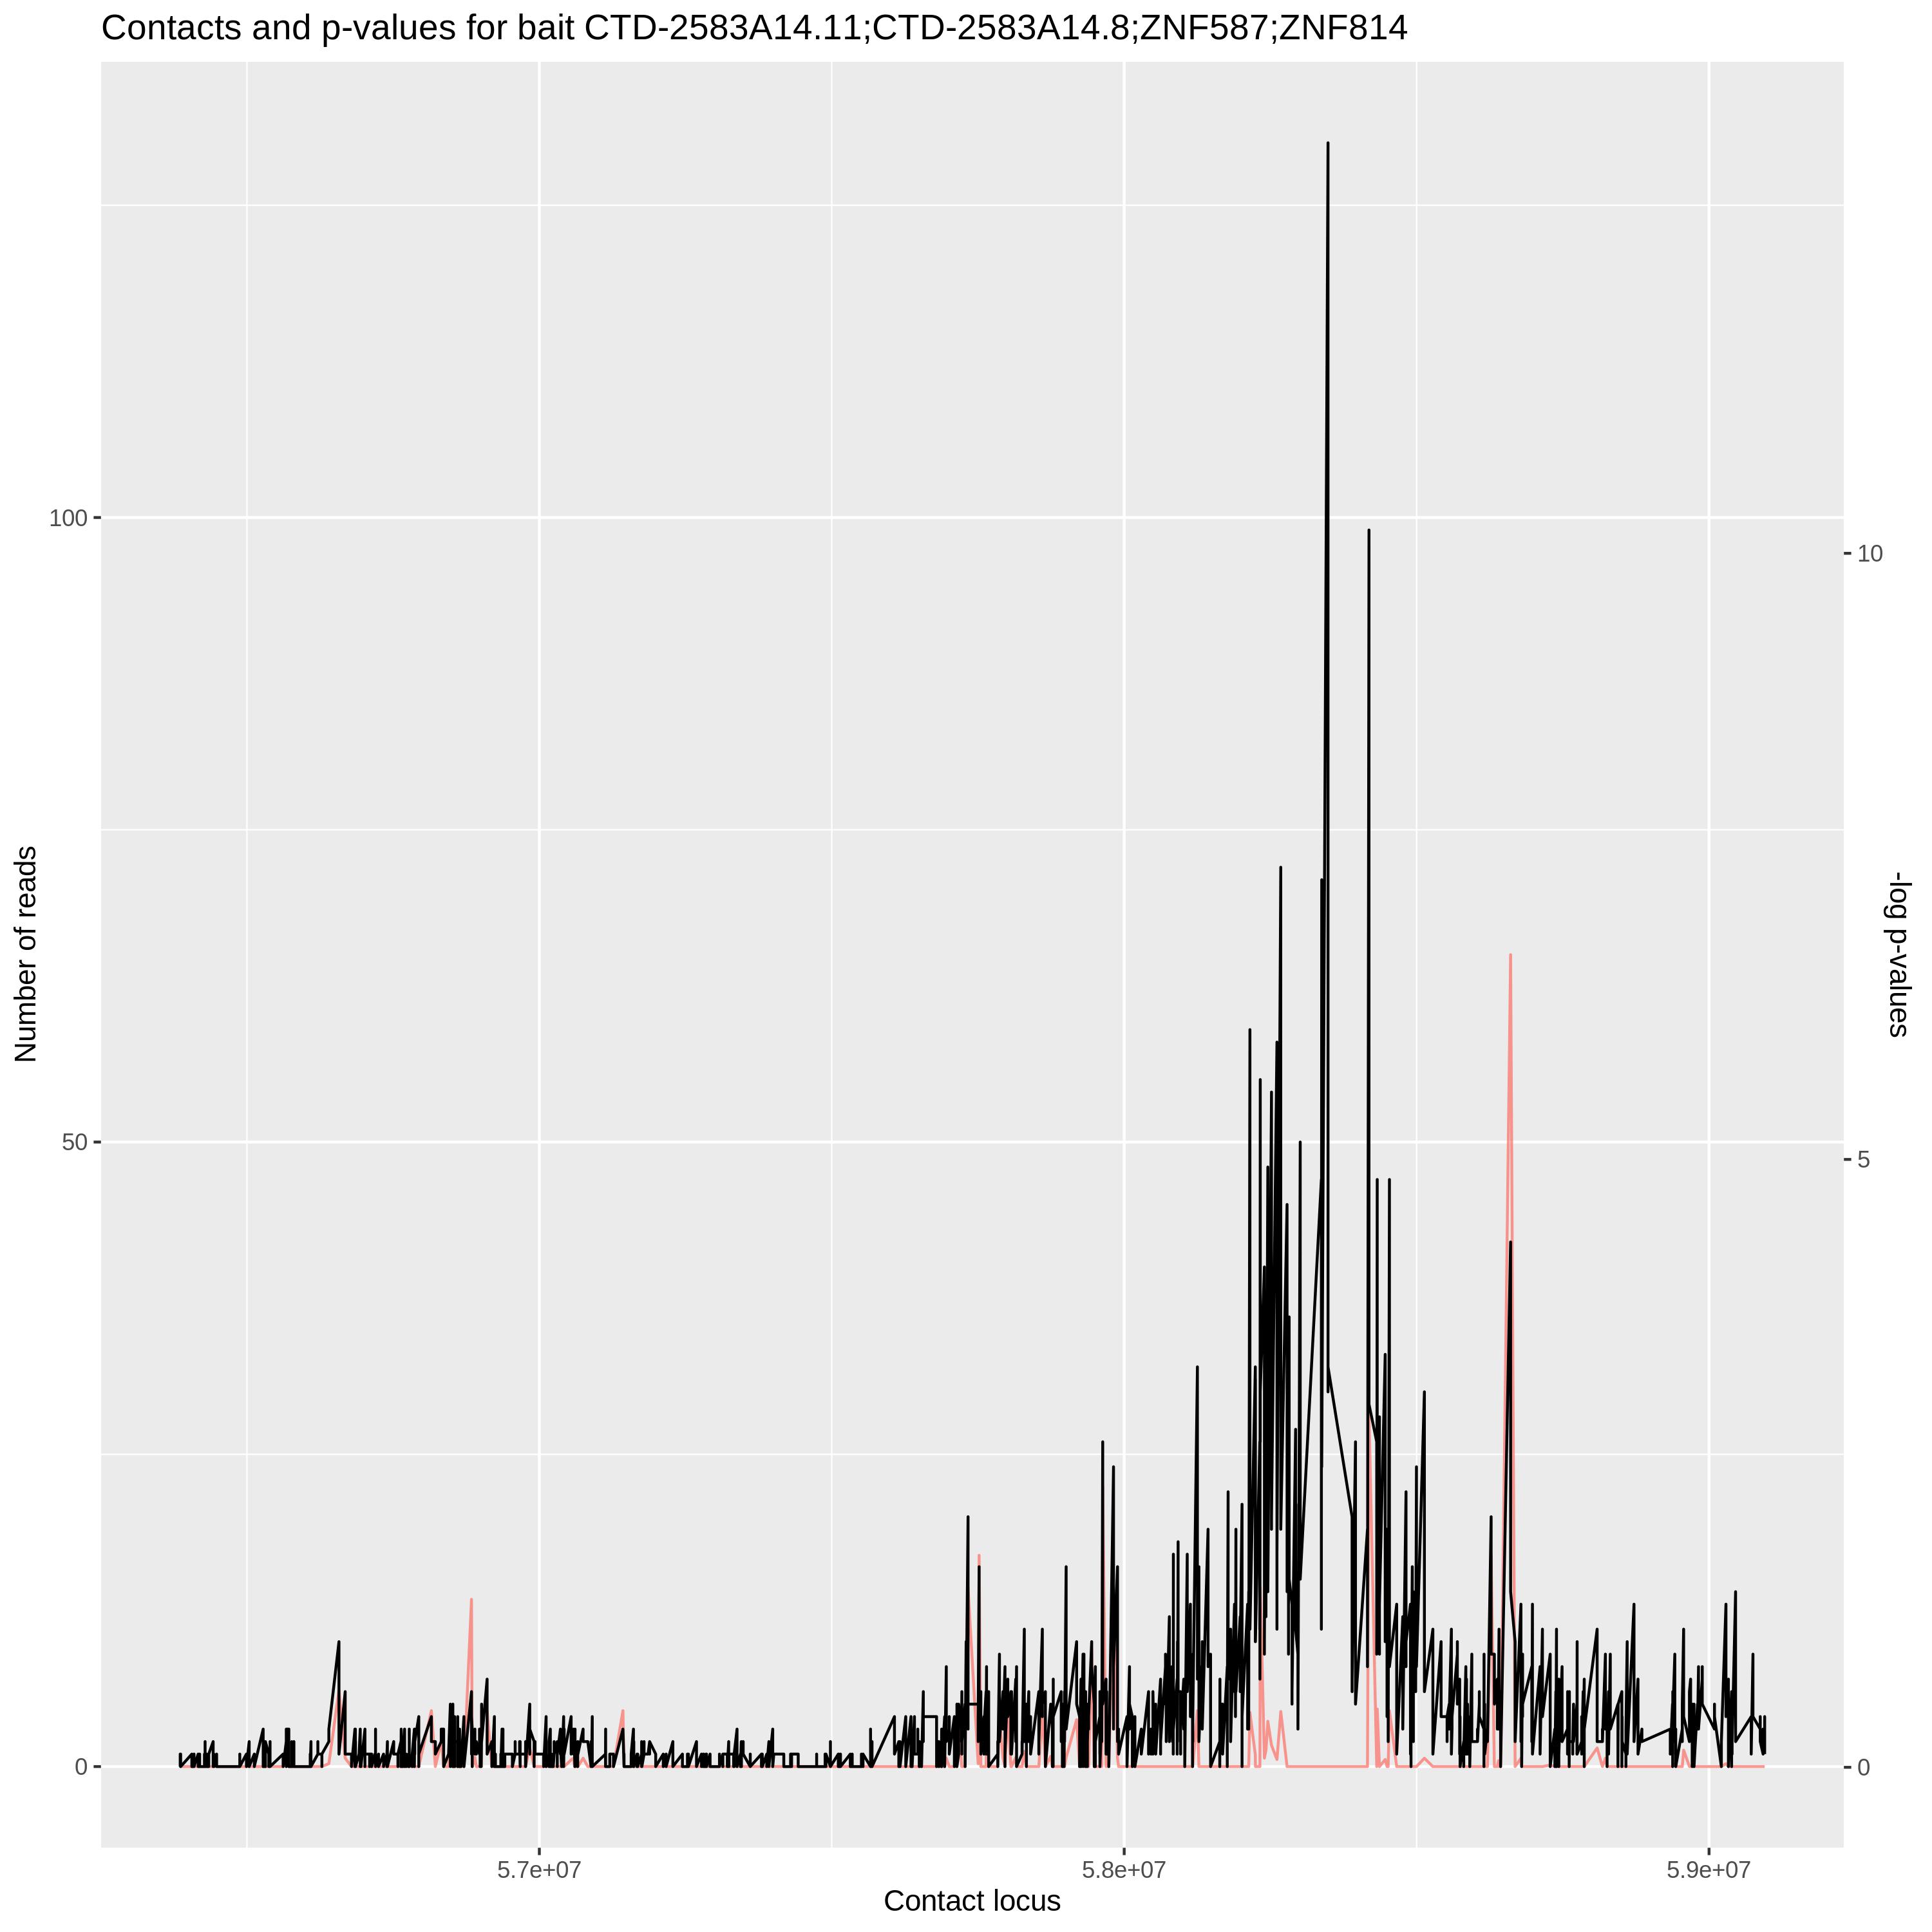 Contacts and p-values for bait CTD-2583A14.11;CTD-2583A14.8;ZNF587;ZNF814
Number of reads
100
50
0
10
5
0
-log p-values
5.7e+07
5.8e+07
5.9e+07
Contact locus